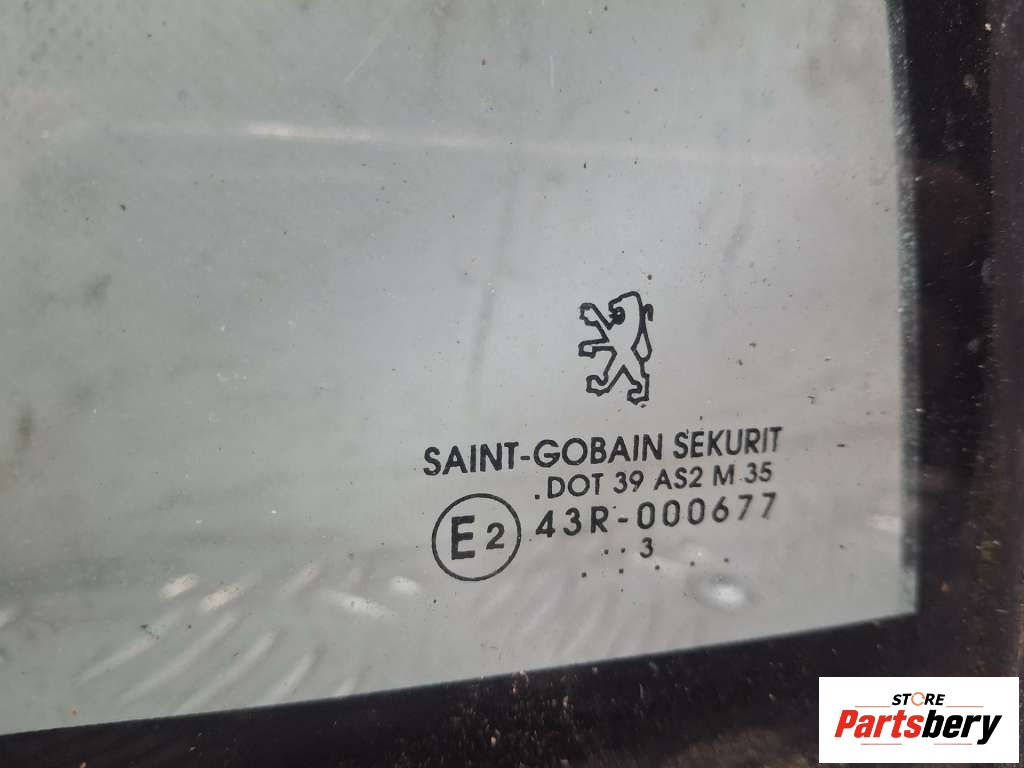 SAINT-GOBAIN SEKURIT
.DOT 39 AS2 M 35
E2 43R-000677
..3
.. ...
STORE
Partsbery